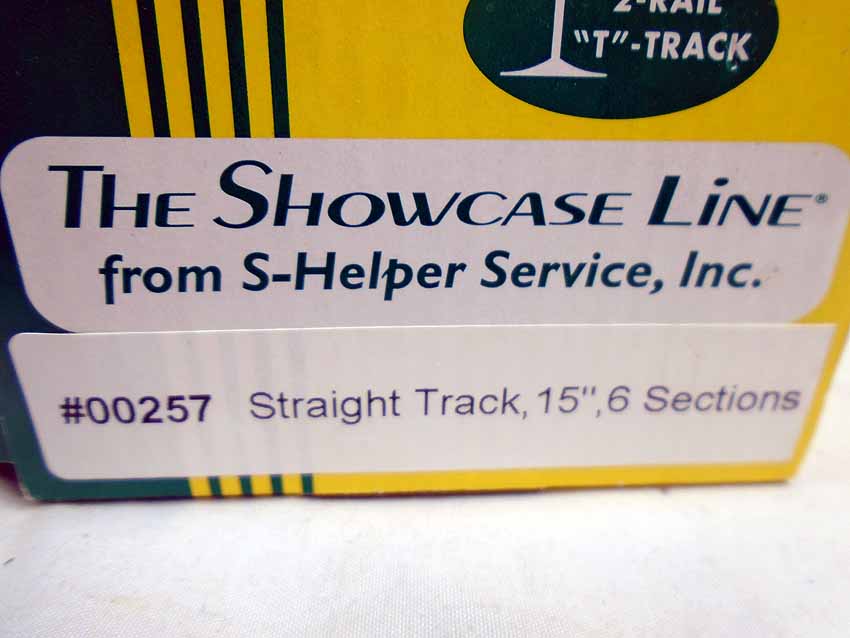 2-RAIL
"T"-TRACK
THE SHOWCASE LiNE®
from S-Helper Service, Inc.
#00257 Straight Track, 15", 6 Sections